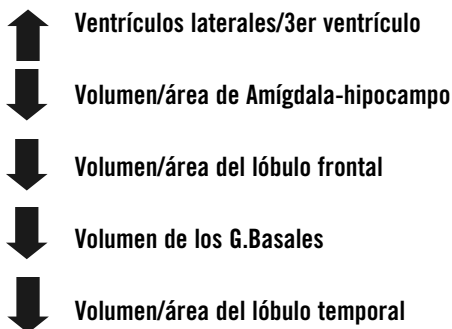 Ventrículos laterales/3er ventrículo
Volumen/área de Amígdala-hipocampo
Volumen/área del lóbulo frontal
Volumen de los G.Basales
Volumen/área del lóbulo temporal